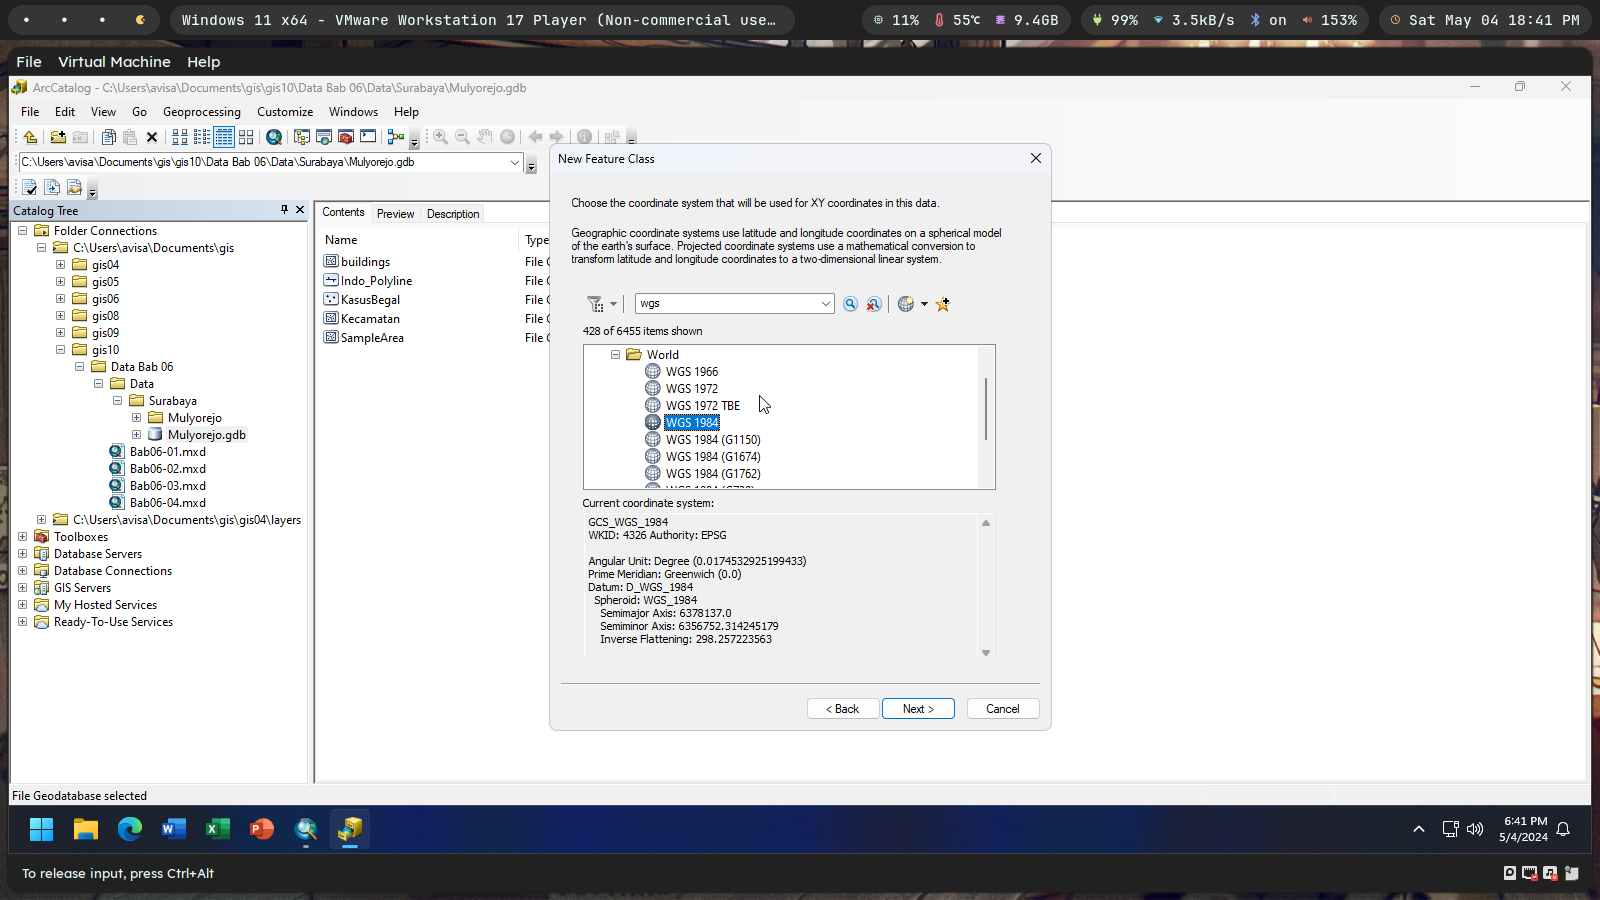 Windows 11 x64 - VMware Workstation 17 Player (Non-commercial use…
11% 55℃ 9.4GB
99% 3.5kB/s on 153%
Sat May 04 18:41 PM
File Virtual Machine Help
ArcCatalog - C:\Users\avisa\Documents\gis\gis10\Data Bab 06\Data\Surabaya\Mulyorejo.gdb
File Edit View Go Geoprocessing Customize Windows Help
C:\Users\avisa\Documents\gis\gis10\Data Bab 06\Data\Surabaya\Mulyorejo.gdb
Catalog Tree
Folder Connections
C:\Users\avisa\Documents\gis
gis04
gis05
gis06
gis08
gis09
gis10
Data Bab 06
Data
Surabaya
Mulyorejo
Mulyorejo.gdb
Bab06-01.mxd
Bab06-02.mxd
Bab06-03.mxd
Bab06-04.mxd
C:\Users\avisa\Documents\gis\gis04\layers
Toolboxes
Database Servers
Database Connections
GIS Servers
My Hosted Services
Ready-To-Use Services
Contents Preview Description
Name Type
buildings File
Indo_Polyline File
KasusBegal File
Kecamatan File
SampleArea File
New Feature Class
Choose the coordinate system that will be used for XY coordinates in this data.
Geographic coordinate systems use latitude and longitude coordinates on a spherical model
of the earth's surface. Projected coordinate systems use a mathematical conversion to
transform latitude and longitude coordinates to a two-dimensional linear system.
wgs
428 of 6455 items shown
World
WGS 1966
WGS 1972
WGS 1972 TBE
WGS 1984
WGS 1984 (G1150)
WGS 1984 (G1674)
WGS 1984 (G1762)
Current coordinate system:
GCS_WGS_1984
WKID: 4326 Authority: EPSG
Angular Unit: Degree (0.0174532925199433)
Prime Meridian: Greenwich (0.0)
Datum: D_WGS_1984
Spheroid: WGS_1984
Semimajor Axis: 6378137.0
Semiminor Axis: 6356752.314245179
Inverse Flattening: 298.257223563
< Back Next > Cancel
File Geodatabase selected
6:41 PM
5/4/2024
To release input, press Ctrl+Alt